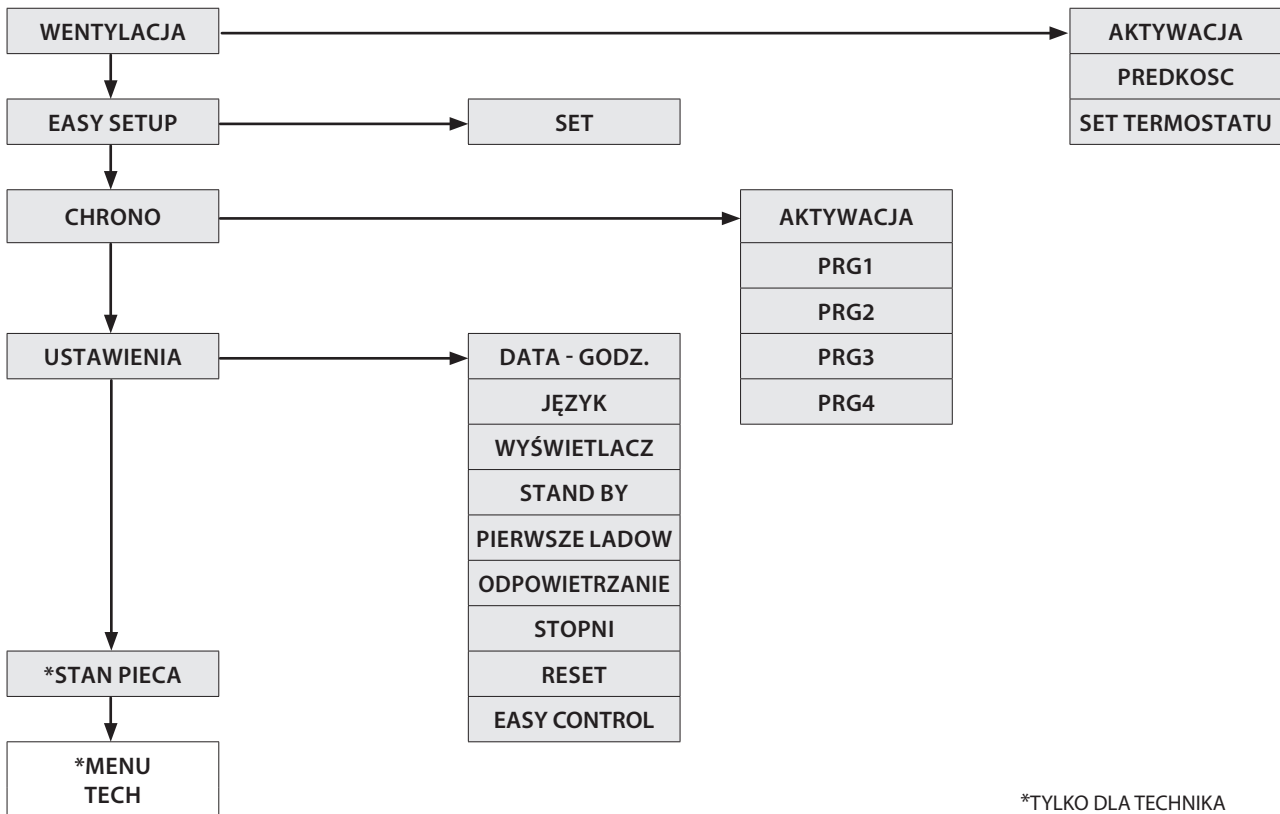 WENTYLACJA
AKTYWACJA
PREDKOSC
SET TERMOSTATU
EASY SETUP
SET
CHRONO
AKTYWACJA
PRG1
PRG2
PRG3
PRG4
USTAWIENIA
DATA - GODZ.
JĘZYK
WYŚWIETLACZ
STAND BY
PIERWSZE LADOW
ODPOWIETRZANIE
STOPNI
RESET
EASY CONTROL
*STAN PIECA
*MENU
TECH
*TYLKO DLA TECHNIKA